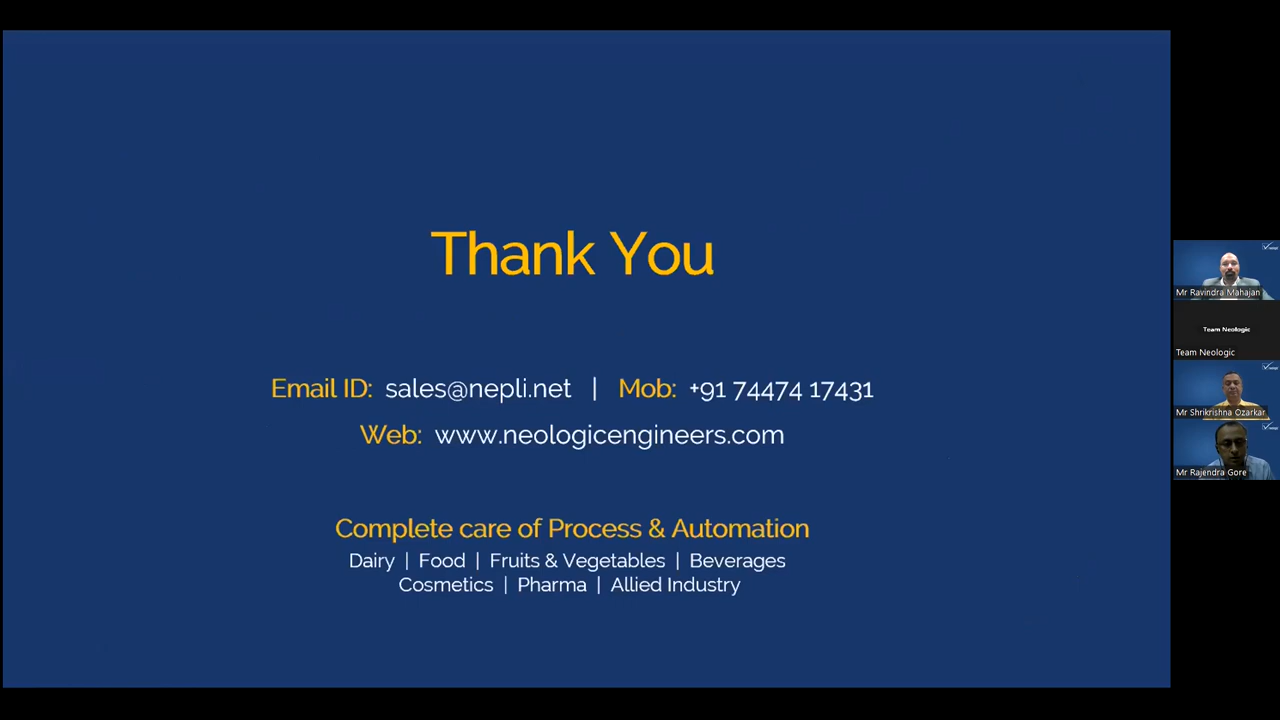 Thank You
Email ID: sales@nepli.net | Mob: +91 74474 17431
Web: www.neologicengineers.com
Complete care of Process & Automation
Dairy | Food | Fruits & Vegetables | Beverages
Cosmetics | Pharma | Allied Industry
Mr Ravindra Mahajan
Team Neologic
Team Neologic
Mr Shrikrishna Ozarkar
Mr Rajendra Gore